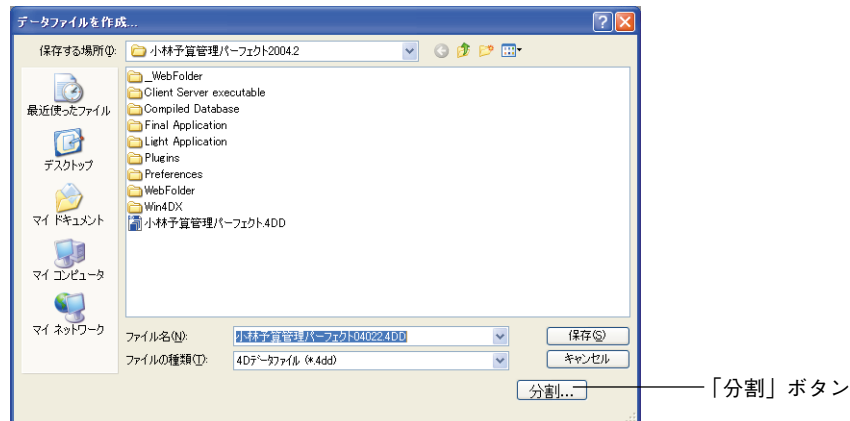 データファイルを作成...
保存する場所(I):
小林予算管理パーフェクト2004.2
最近使ったファイル
デスクトップ
マイ ドキュメント
マイ コンピュータ
マイ ネットワーク
_WebFolder
Client Server executable
Compiled Database
Final Application
Light Application
Plugins
Preferences
WebFolder
Win4DX
小林予算管理パーフェクト.4DD
ファイル名(N):
小林予算管理パーフェクト04022.4DD
保存(S)
ファイルの種類(T):
4Dデータファイル (*.4dd)
キャンセル
分割...
「分割」ボタン